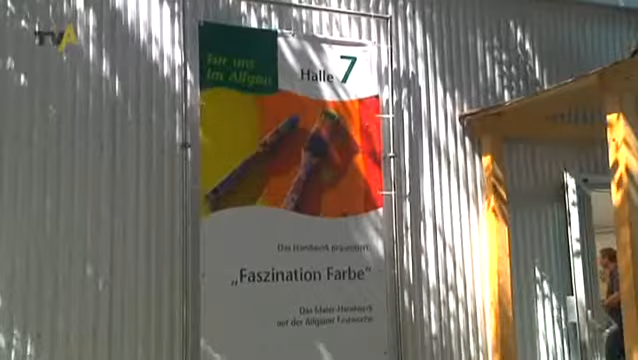 TVA
für uns
im Allgäu
Halle 7
Das Handwerk präsentiert:
„Faszination Farbe"
Das Maler-Handwerk
auf der Allgäuer Festwoche